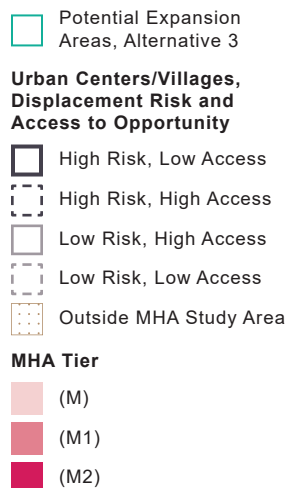 Potential Expansion
Areas, Alternative 3
Urban Centers/Villages,
Displacement Risk and
Access to Opportunity
High Risk, Low Access
High Risk, High Access
Low Risk, High Access
Low Risk, Low Access
Outside MHA Study Area
MHA Tier
(M)
(M1)
(M2)